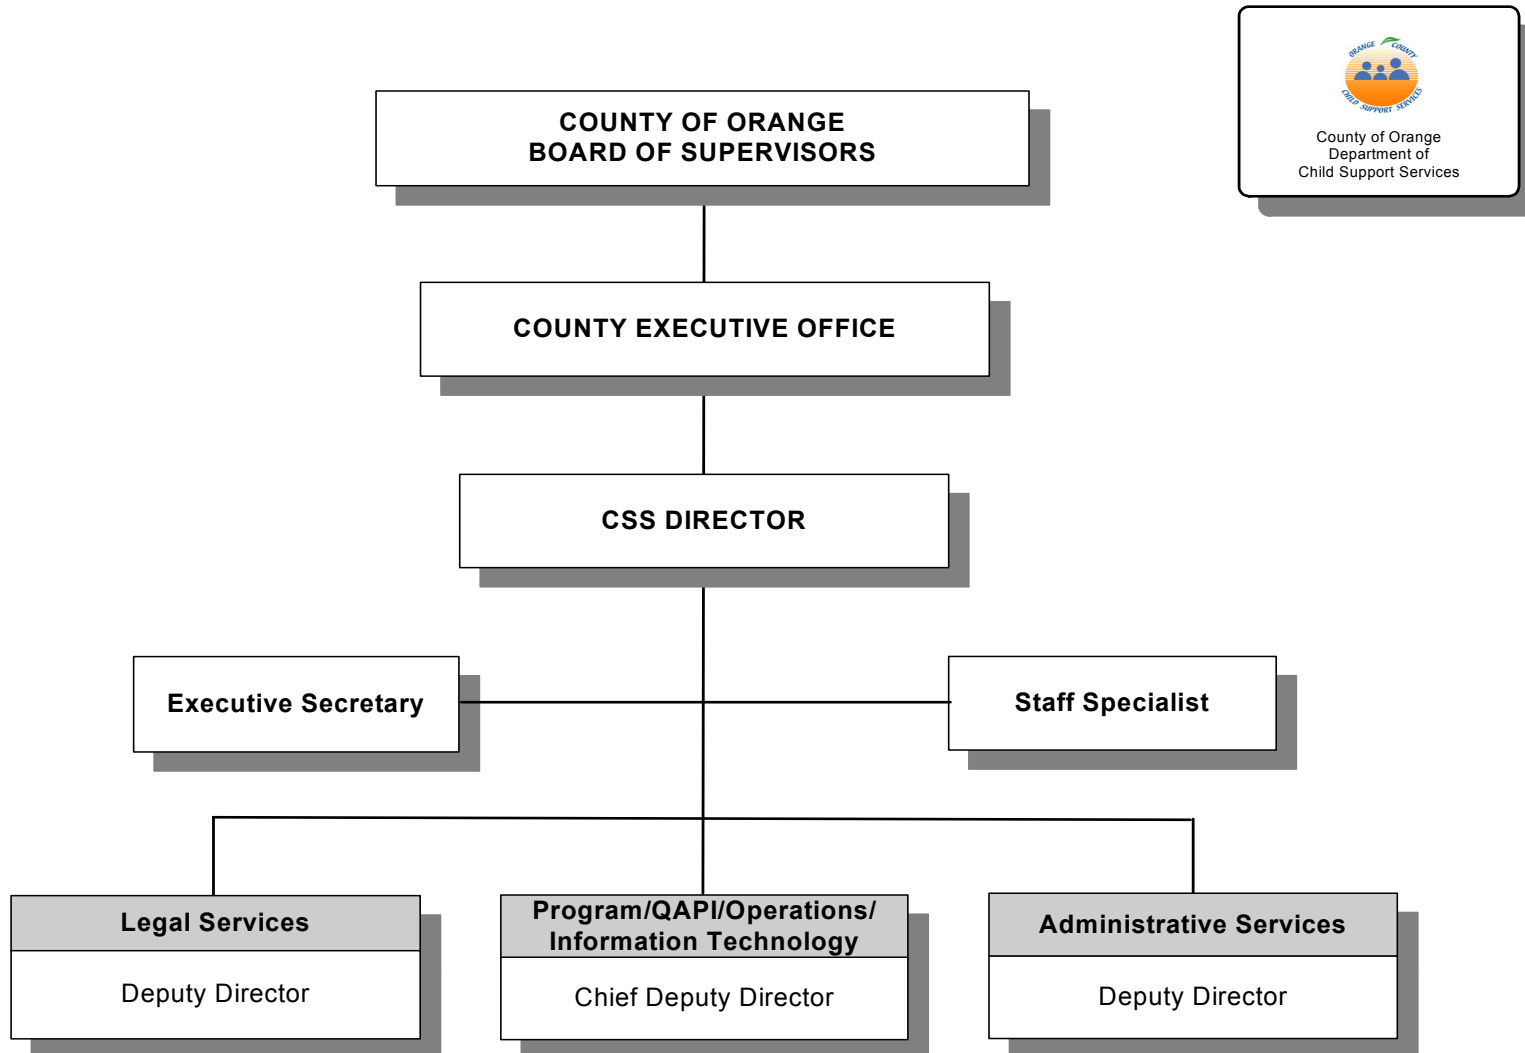 ORANGE COUNTY
CHILD SUPPORT SERVICES
County of Orange
Department of
Child Support Services
COUNTY OF ORANGE
BOARD OF SUPERVISORS
COUNTY EXECUTIVE OFFICE
CSS DIRECTOR
Executive Secretary
Staff Specialist
Legal Services
Deputy Director
Program/QAPI/Operations/
Information Technology
Chief Deputy Director
Administrative Services
Deputy Director